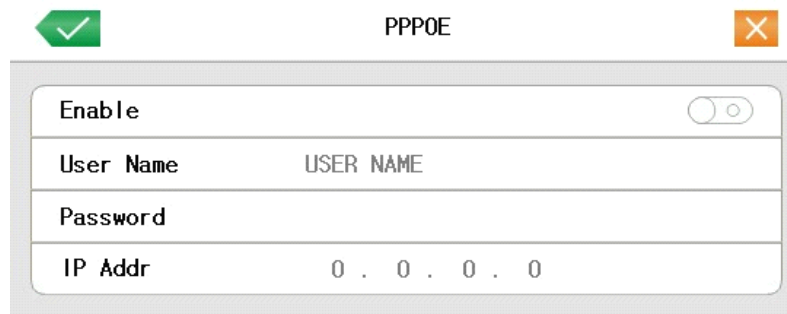 PPPOE
Enable
User Name USER NAME
Password
IP Addr 0 . 0 . 0 . 0